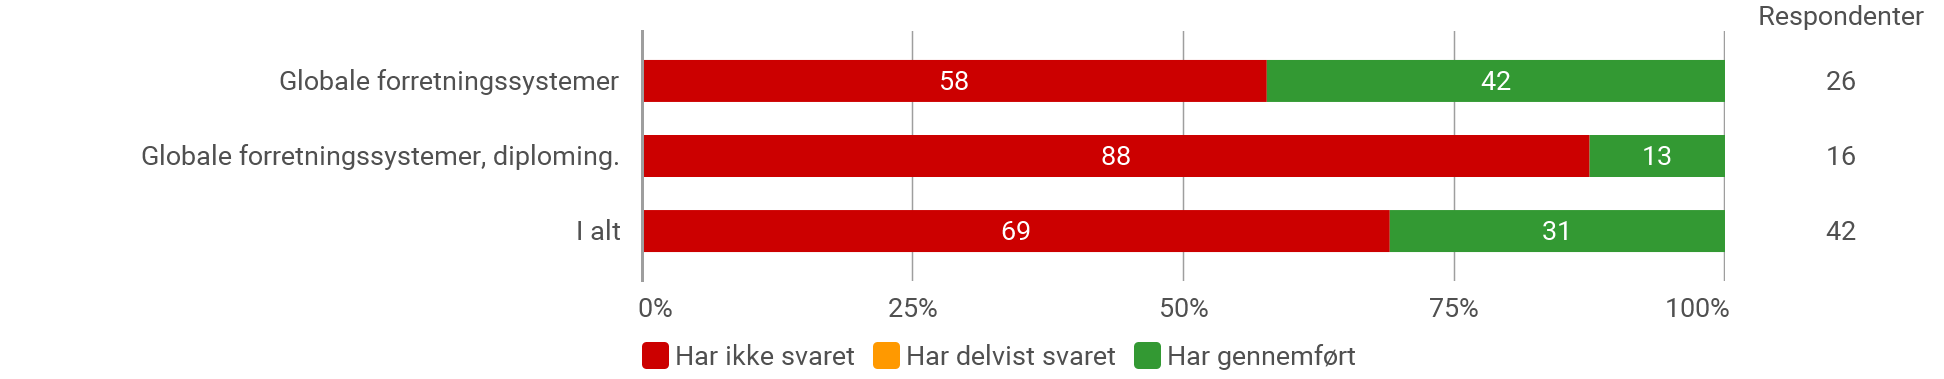 Respondenter
Globale forretningssystemer 58 42 26
Globale forretningssystemer, diploming. 88 13 16
I alt 69 31 42
0% 25% 50% 75% 100%
Har ikke svaret Har delvist svaret Har gennemført